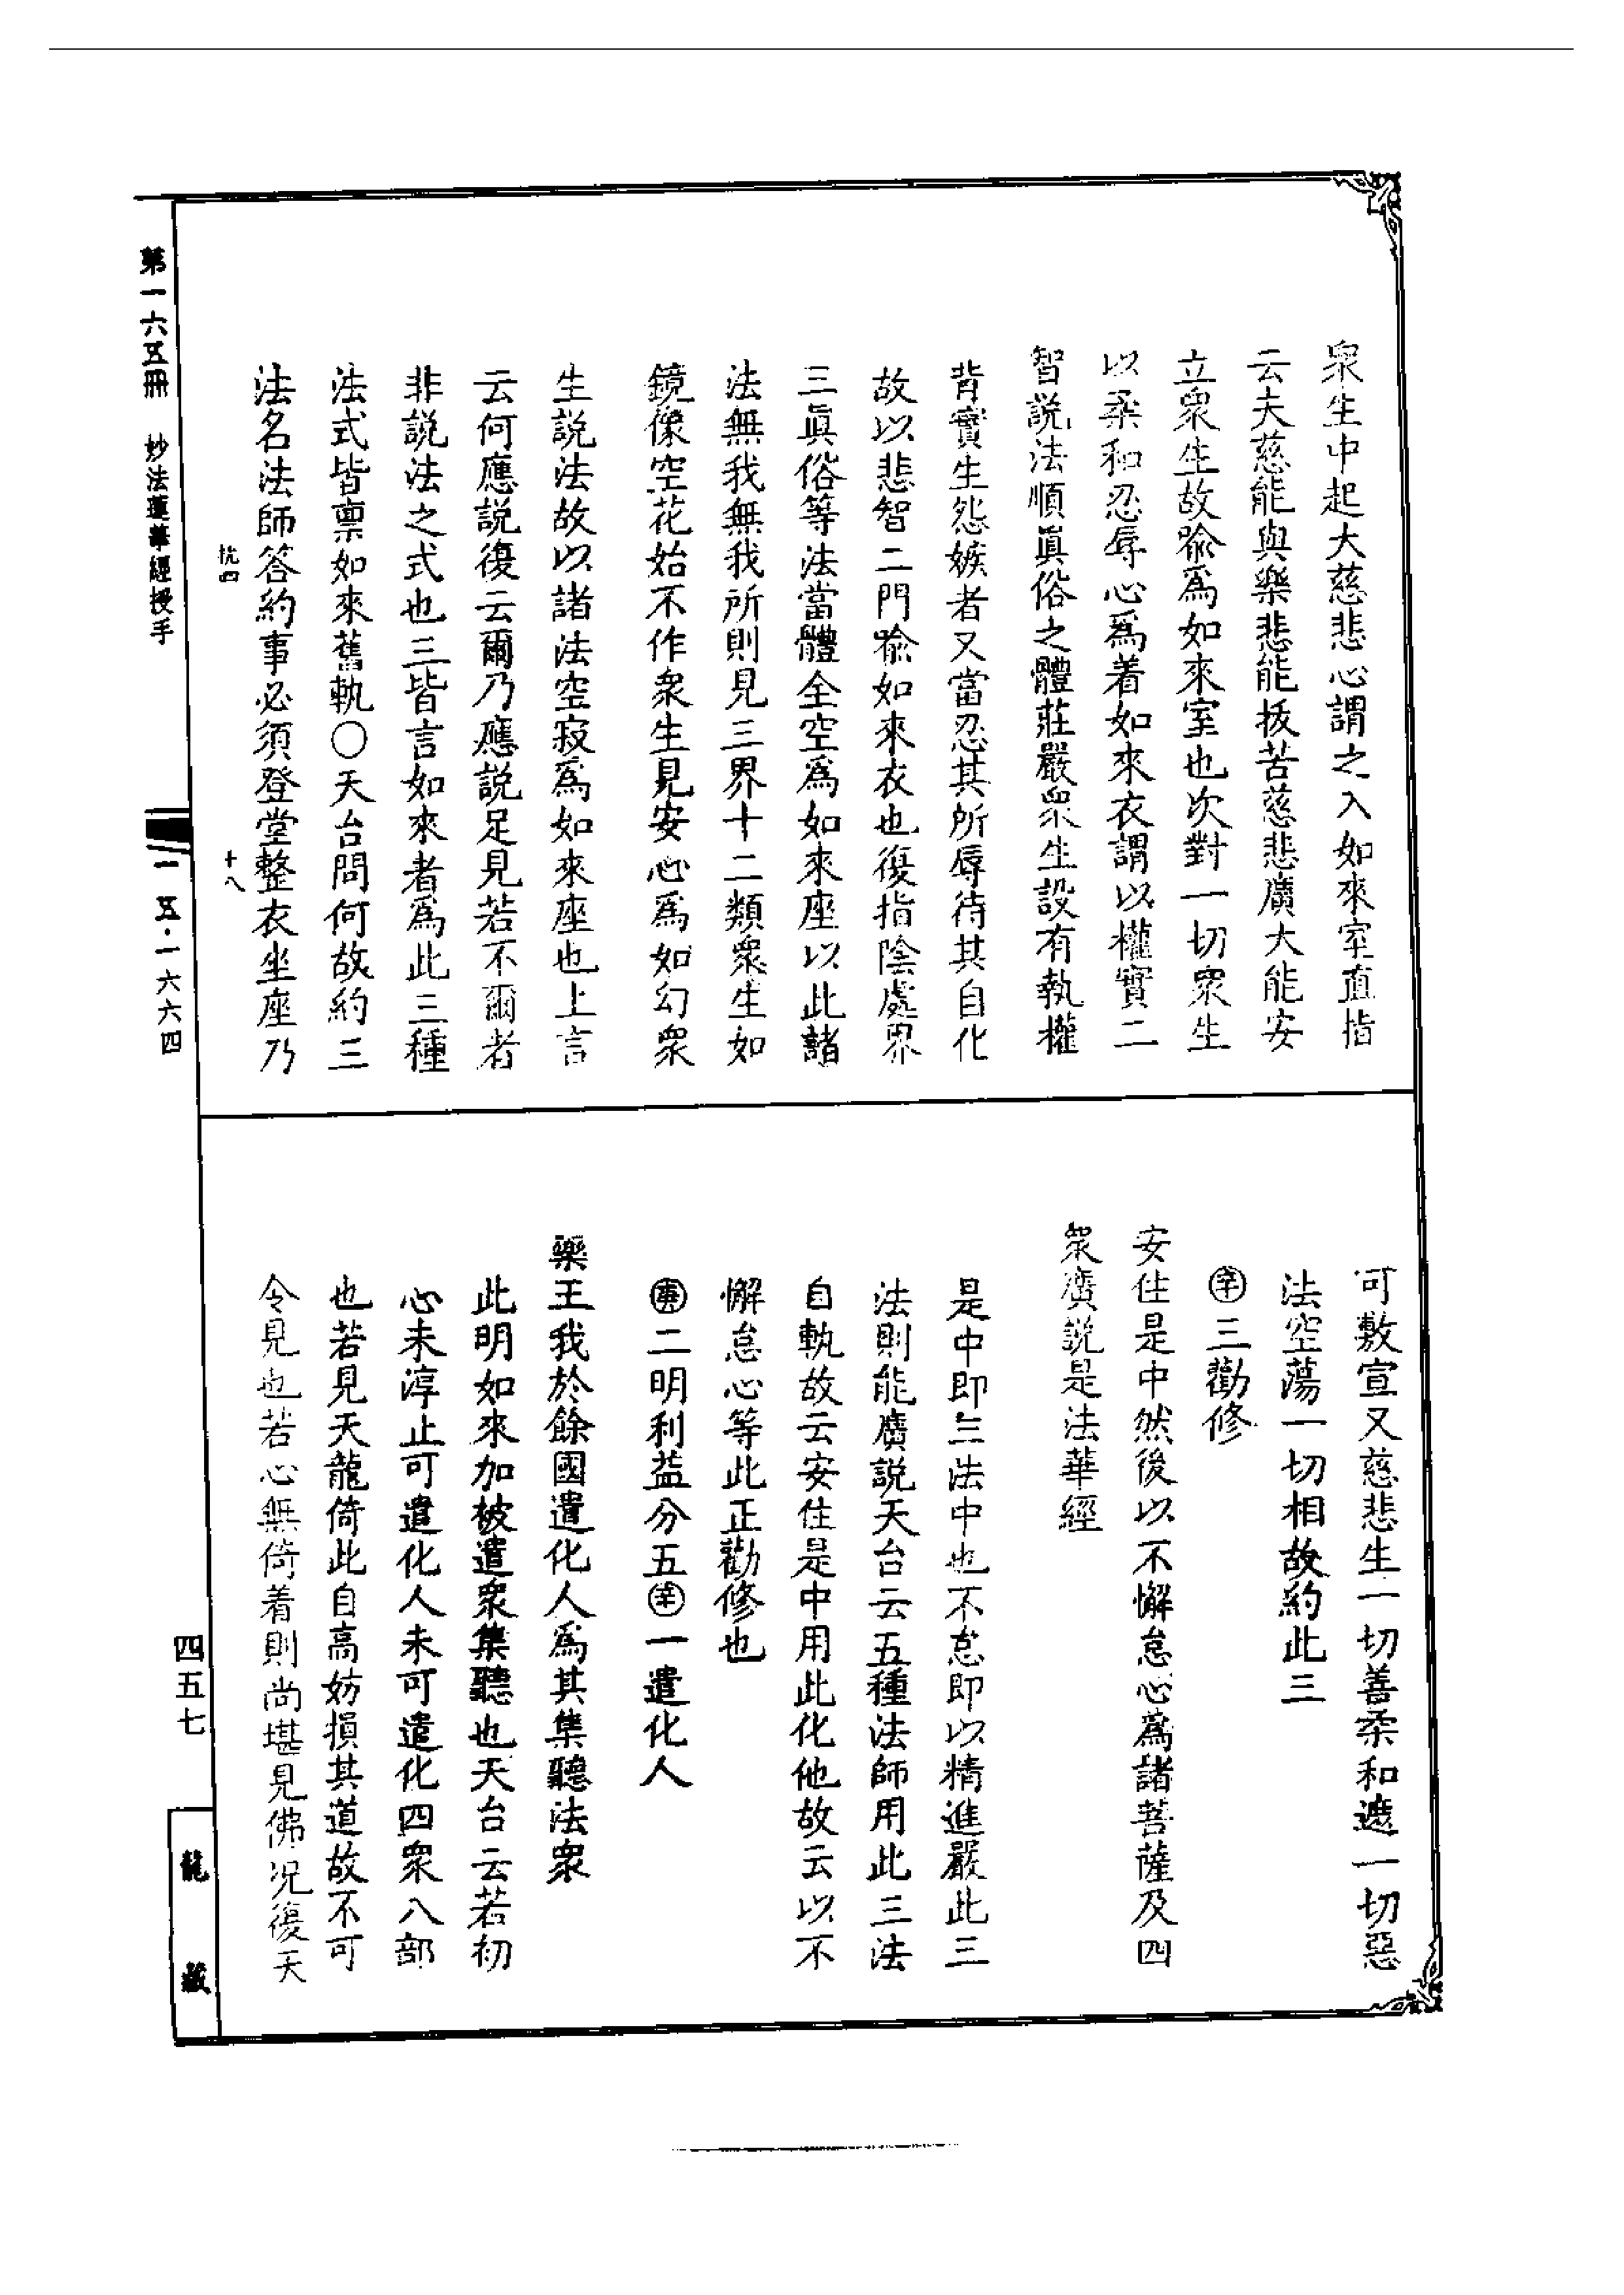 衆生中起大慈悲心謂之入如來室直指
云夫慈能與樂悲能拔苦慈悲廣大能安
立衆生故喻爲如來室也次對一切衆生
以柔和忍辱心爲着如來衣謂以權實二
智説法順眞俗之體莊嚴衆生設有執權
背實生怨嫉者又當忍其所辱待其自化
故以悲智二門喻如來衣也復指陰處界
三眞俗等法當體全空爲如來座以此諸
法無我無我所則見三界十二類衆生如
鏡像空花始不作衆生見安心爲如幻衆
生説法故以諸法空寂爲如來座也上言
云何應説復云爾乃應説足見若不爾者
非説法之式也三皆言如來者爲此三種
法式皆稟如來舊軌○天台問何故約三
法名法師答約事必須登堂整衣坐座乃
可敷宣又慈悲生一切善柔和遮一切惡
法空蕩一切相故約此三
㊛三勸修
安住是中然後以不懈怠心爲諸菩薩及四
衆廣説是法華經
是中即三法中也不怠即以精進嚴此三
法則能廣説天台云五種法師用此三法
自軌故云安住是中用此化他故云以不
懈怠心等此正勸修也
庚二明利益分五辛一遣化人
藥王我於餘國遣化人爲其集聽法衆
此明如來加被遣衆集聽也天台云若初
心未淳止可遣化人未可遣化四衆八部
也若見天龍倚此自高妨損其道故不可
令見也若心無倚着則尚堪見佛况復天
第一六五冊 妙法蓮華經授手
一五·一六六四
四五七
龍藏
十八